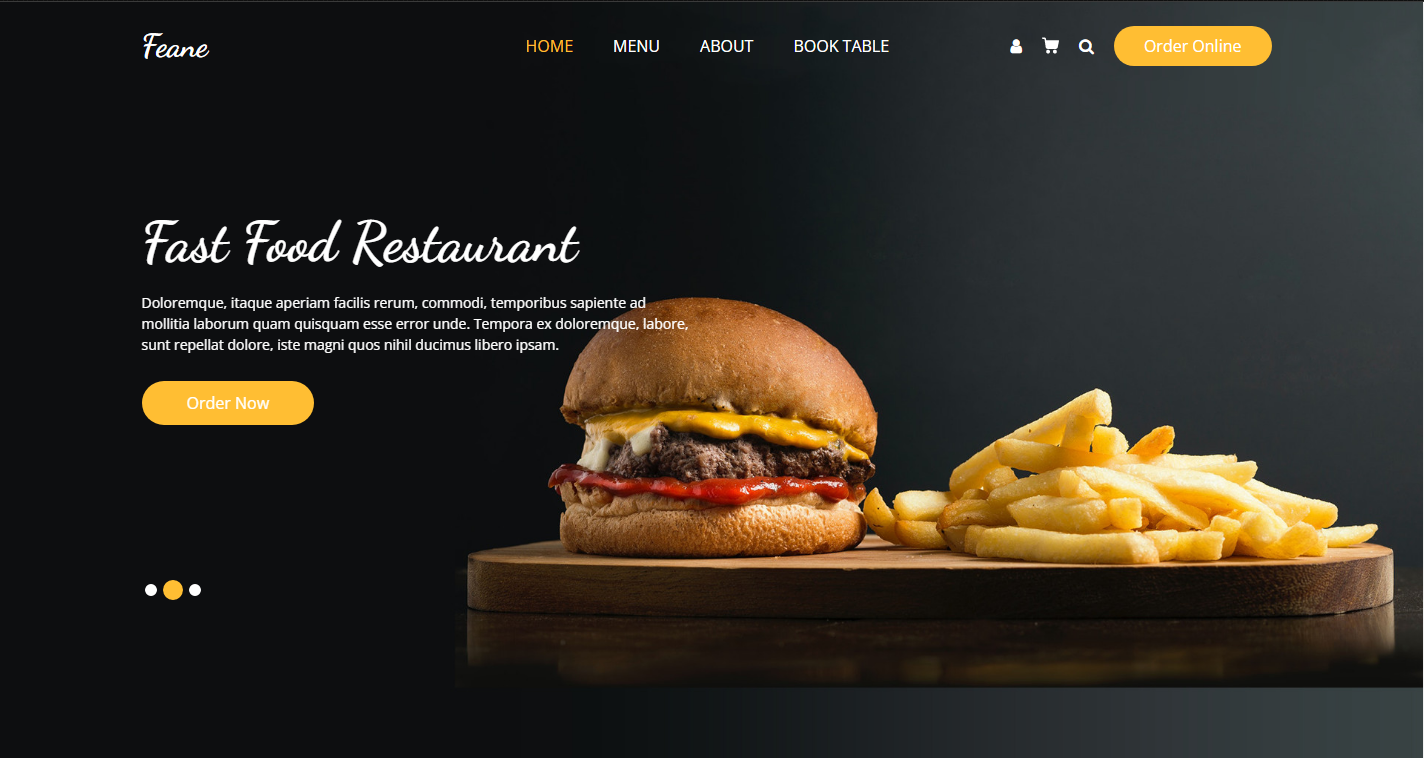 Feane
HOME MENU ABOUT BOOK TABLE Order Online
Fast Food Restaurant
Doloremque, itaque aperiam facilis rerum, commodi, temporibus sapiente ad
mollitia laborum quam quisquam esse error unde. Tempora ex doloremque, labore,
sunt repellat dolore, iste magni quos nihil ducimus libero ipsam.
Order Now